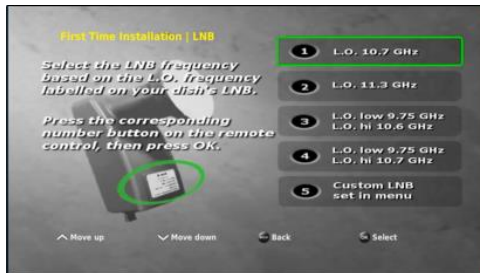 First Time Installation | LNB
Select the LNB frequency
based on the L.O. frequency
labelled on your dish's LNB.
Press the corresponding
number button on the remote
control, then press OK.
1 L.O. 10.7 GHz
2 L.O. 11.3 GHz
3 L.O. low 9.75 GHz
L.O. hi 10.6 GHz
4 L.O. low 9.75 GHz
L.O. hi 10.7 GHz
5 Custom LNB
set in menu
Move up Move down Back Select